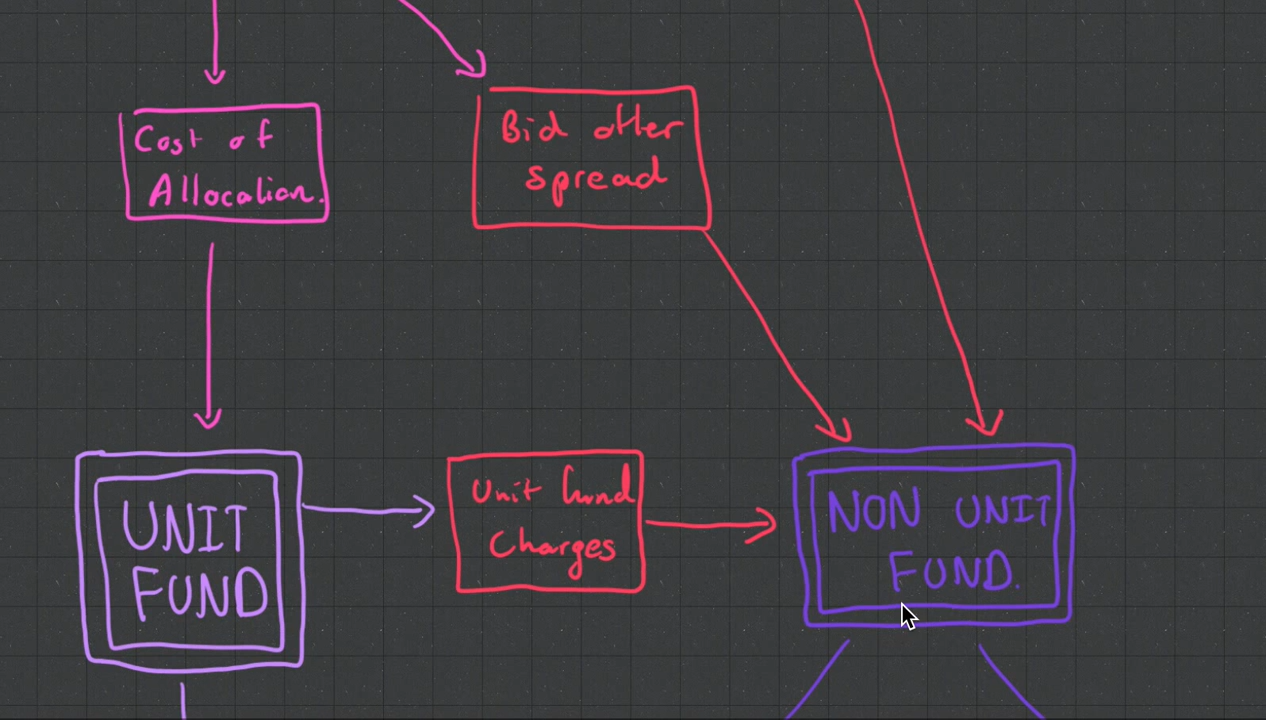 Cost of
Allocation.
Bid offer
spread
UNIT
FUND
Unit fund
Charges
NON UNIT
FUND.